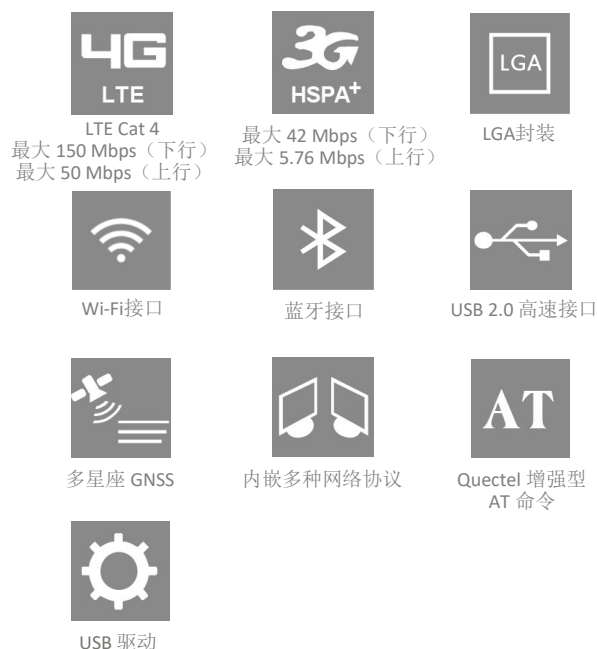 4G
LTE
LTE Cat 4
最大 150 Mbps（下行）
最大 50 Mbps（上行）
3G
HSPA+
最大 42 Mbps（下行）
最大 5.76 Mbps（上行）
LGA
LGA封装
Wi-Fi接口
蓝牙接口
USB 2.0 高速接口
多星座 GNSS
内嵌多种网络协议
AT
Quectel 增强型
AT 命令
USB 驱动